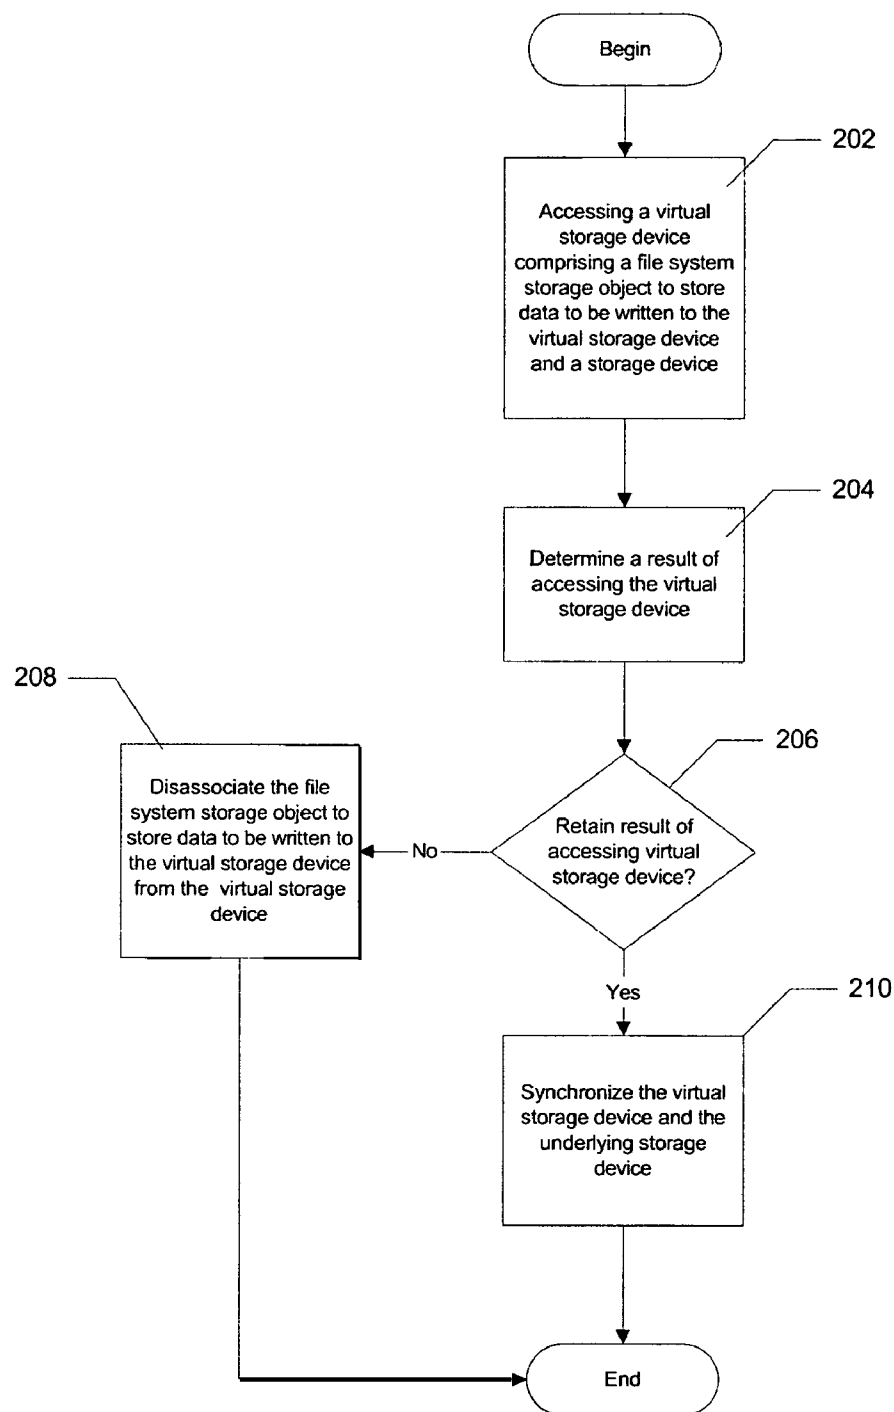 Begin
202
Accessing a virtual
storage device
comprising a file system
storage object to store
data to be written to the
virtual storage device
and a storage device
204
Determine a result of
accessing the virtual
storage device
206
Retain result of
accessing virtual
storage device?
No
208
Disassociate the file
system storage object to
store data to be written to
the virtual storage device
from the virtual storage
device
Yes
210
Synchronize the virtual
storage device and the
underlying storage
device
End